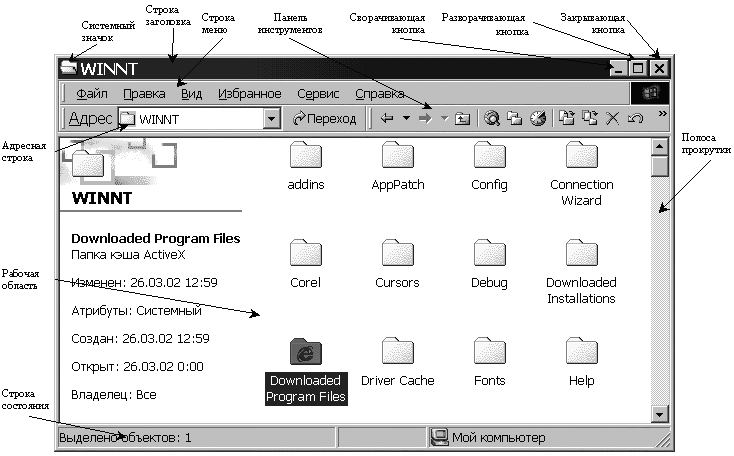 Системный
значок
Строка
заголовка
Строка
меню
Панель
инструментов
Сворачивающая
кнопка
Разворачивающая
кнопка
Закрывающая
кнопка
WINNT
Файл Правка Вид Избранное Сервис Справка
Адрес WINNT Переход »
Адресная
строка
Полоса
прокрутки
WINNT
Downloaded Program Files
Папка кэша ActiveX
Изменен: 26.03.02 12:59
Атрибуты: Системный
Создан: 26.03.02 12:59
Открыт: 26.03.02 0:00
Владелец: Все
addins AppPatch Config Connection
Wizard
Corel Cursors Debug Downloaded
Installations
Downloaded
Program Files
Driver Cache Fonts Help
Рабочая
область
Строка
состояния
Выделено объектов: 1 Мой компьютер